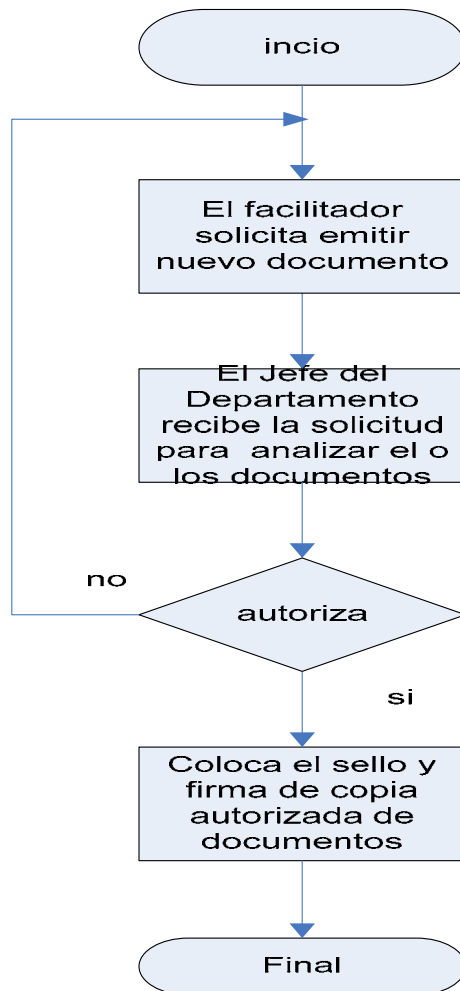 incio
El facilitador
solicita emitir
nuevo documento
El Jefe del
Departamento
recibe la solicitud
para analizar el o
los documentos
no
autoriza
si
Coloca el sello y
firma de copia
autorizada de
documentos
Final